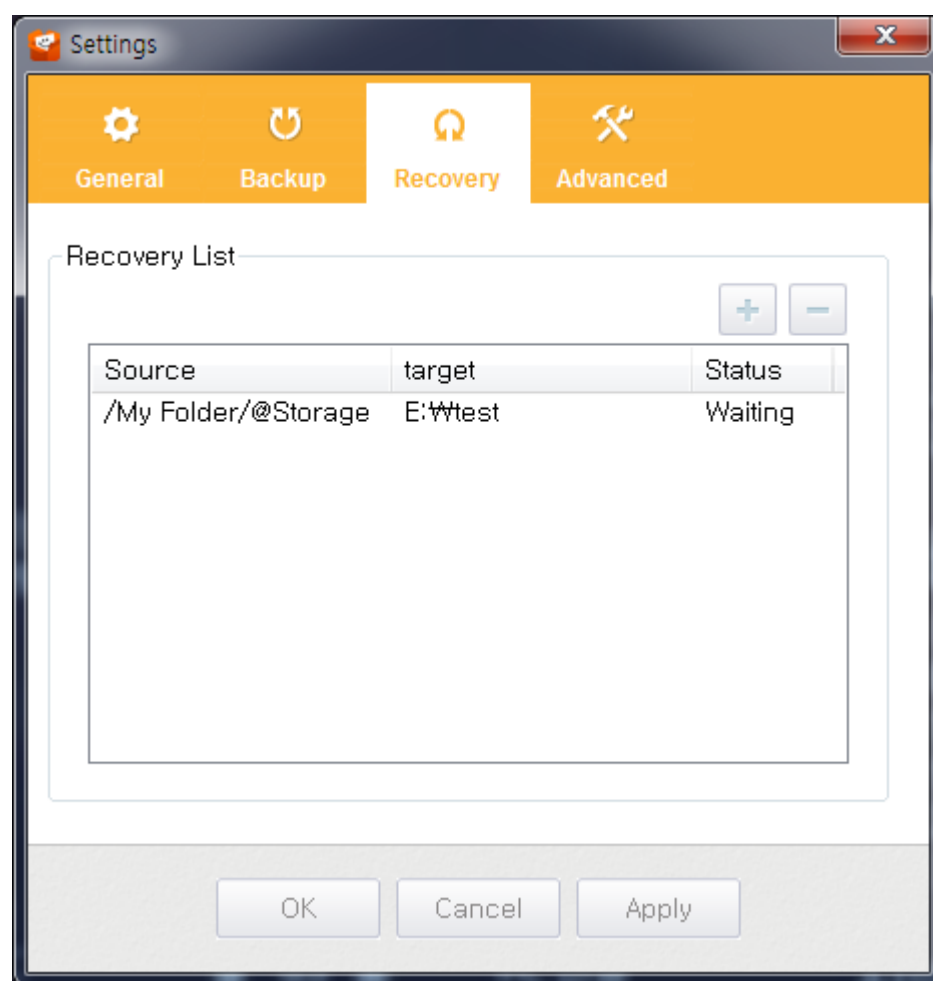 Settings
General Backup Recovery Advanced
Recovery List
+ −
Source target Status
/My Folder/@Storage E:₩test Waiting
OK Cancel Apply